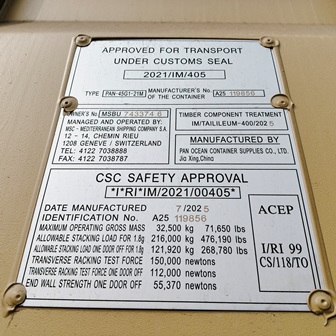 APPROVED FOR TRANSPORT
UNDER CUSTOMS SEAL
2021/IM/405
TYPE PAN-45G1-21M MANUFACTURER'S No. OF THE CONTAINER A25 119856
OWNER'S No MSBU 743374 6
MANAGED AND OPERATED BY
MSC - MEDITERRANEAN SHIPPING COMPANY S.A.
12 - 14, CHEMIN RIEU
1208 GENEVE / SWITZERLAND
TEL: 4122 7038888
FAX: 4122 7038787
TIMBER COMPONENT TREATMENT
IM/TAILILEUM-400/2025
MANUFACTURED BY
PAN OCEAN CONTAINER SUPPLIES CO., LTD.
Jia Xing, China
CSC SAFETY APPROVAL
*I*RI*IM/2021/00405*
DATE MANUFACTURED 7/2025
IDENTIFICATION No. A25 119856
MAXIMUM OPERATING GROSS MASS 32,500 kg 71,650 lbs
ALLOWABLE STACKING LOAD FOR 1.8g 216,000 kg 476,190 lbs
ALLOWABLE STACKING LOAD ONE DOOR OFF FOR 1.8g 121,920 kg 268,780 lbs
TRANSVERSE RACKING TEST FORCE 150,000 newtons
TRANSVERSE RACKING TEST FORCE ONE DOOR OFF 112,000 newtons
END WALL STRENGTH ONE DOOR OFF 55,370 newtons
ACEP
I/RI 99
CS/118/TO